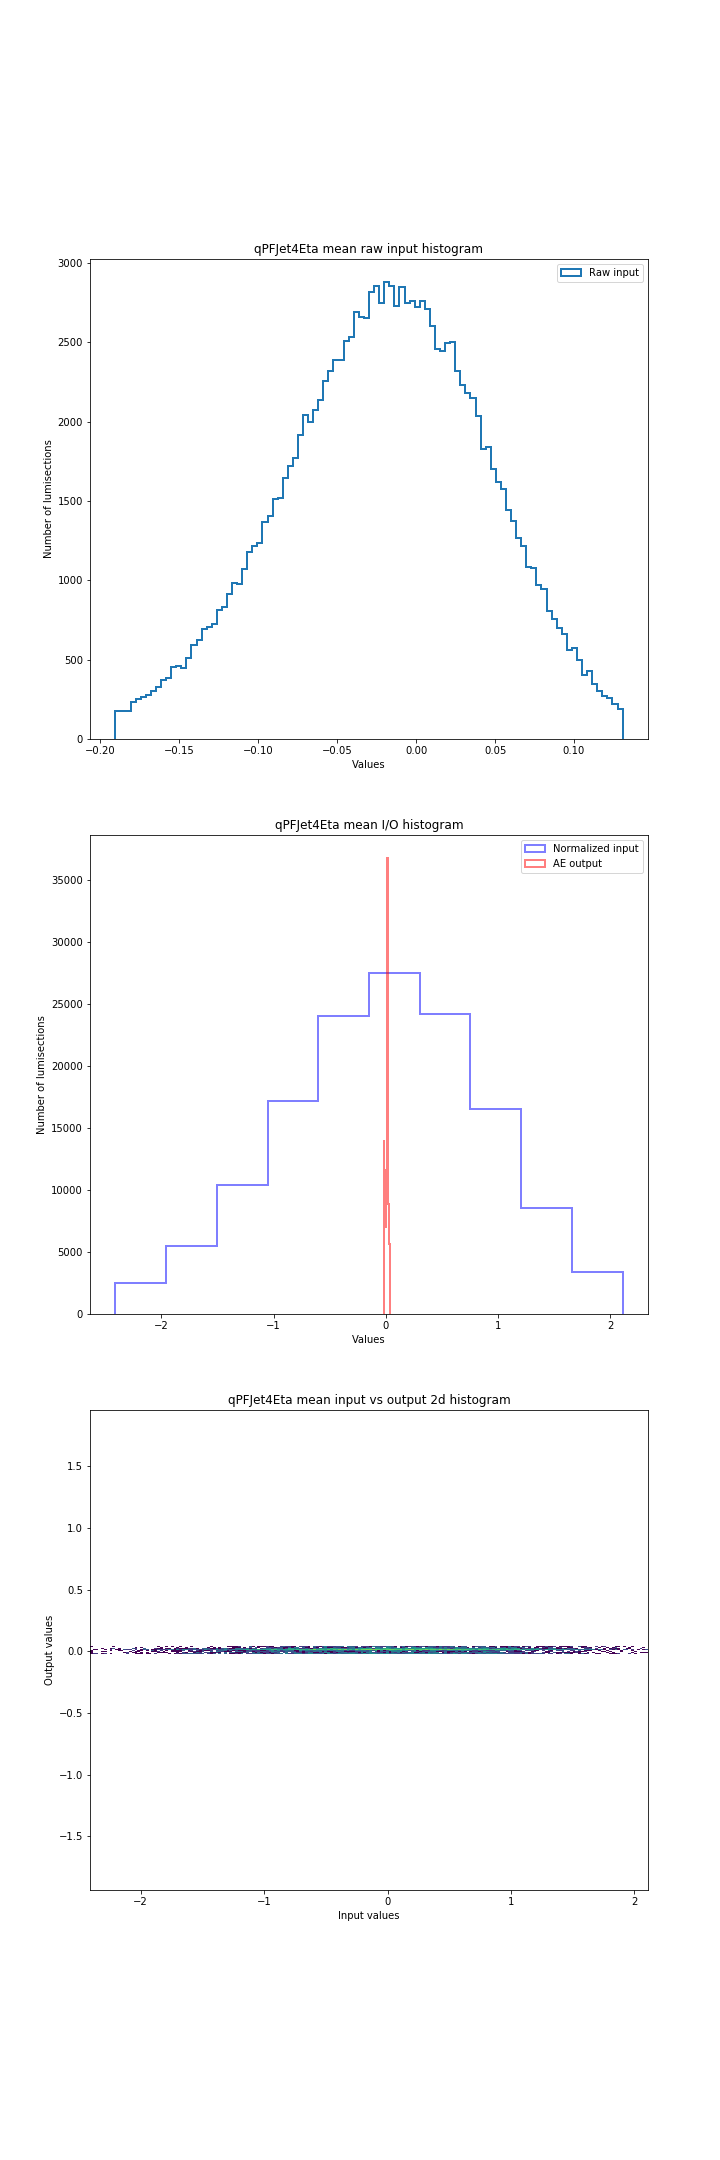 qPFJet4Eta mean raw input histogram
3000
2500
2000
1500
1000
500
0
Number of lumisections
Raw input
−0.20 −0.15 −0.10 −0.05 0.00 0.05 0.10
Values
qPFJet4Eta mean I/O histogram
35000
30000
25000
20000
15000
10000
5000
0
Number of lumisections
Normalized input
AE output
−2 −1 0 1 2
Values
qPFJet4Eta mean input vs output 2d histogram
1.5
1.0
0.5
0.0
−0.5
−1.0
−1.5
Output values
−2 −1 0 1 2
Input values